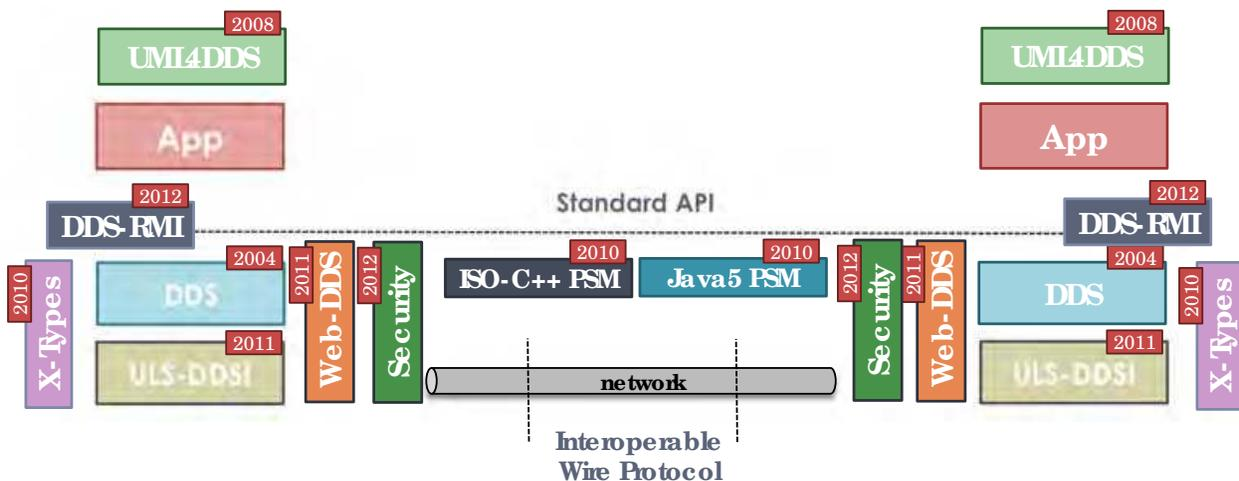 2008
UML4DDS
App
2012
DDS-RMI
2010
X-Types
2004
DDS
2011
ULS-DDSI
2011
Web-DDS
2012
Security
Standard API
2010
ISO-C++ PSM
2010
Java5 PSM
network
Interoperable
Wire Protocol
2008
UML4DDS
App
2012
DDS-RMI
2012
Security
2011
Web-DDS
2004
DDS
2011
ULS-DDSI
2010
X-Types